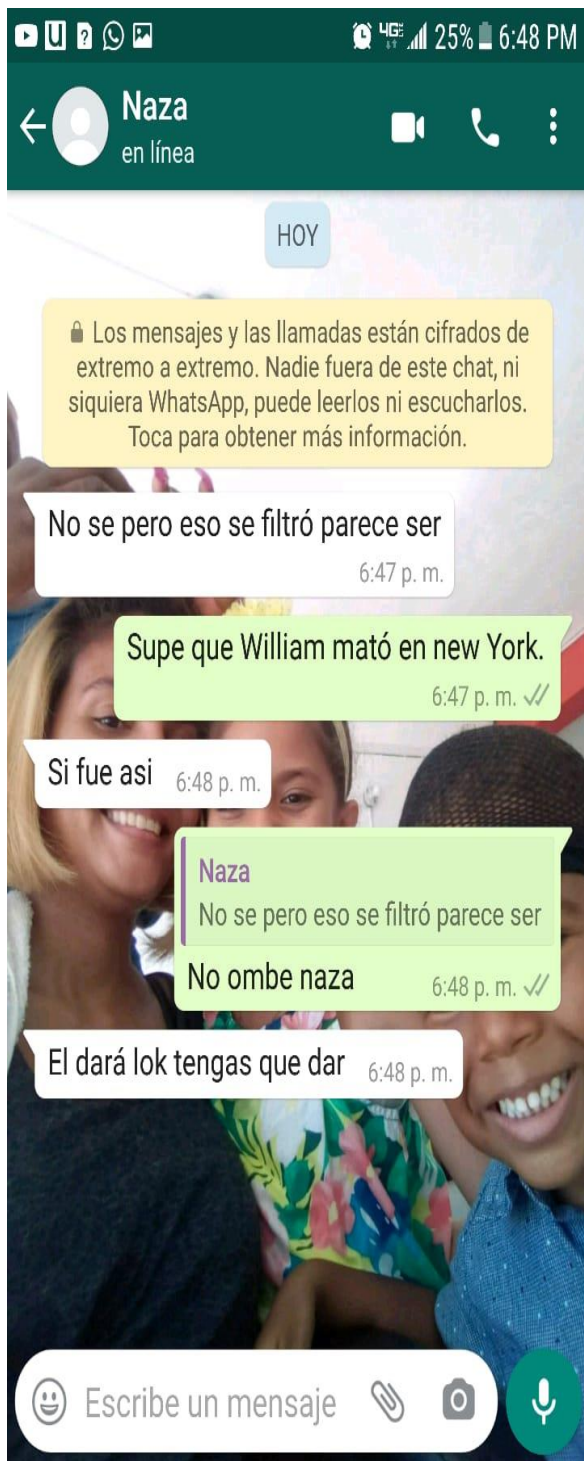 U ? 4G 25% 6:48 PM
Naza
en línea
HOY
Los mensajes y las llamadas están cifrados de
extremo a extremo. Nadie fuera de este chat, ni
siquiera WhatsApp, puede leerlos ni escucharlos.
Toca para obtener más información.
No se pero eso se filtró parece ser
6:47 p. m.
Supe que William mató en new York.
6:47 p. m.
Si fue asi 6:48 p. m.
Naza
No se pero eso se filtró parece ser
No ombe naza 6:48 p. m.
El dará lok tengas que dar 6:48 p. m.
Escribe un mensaje